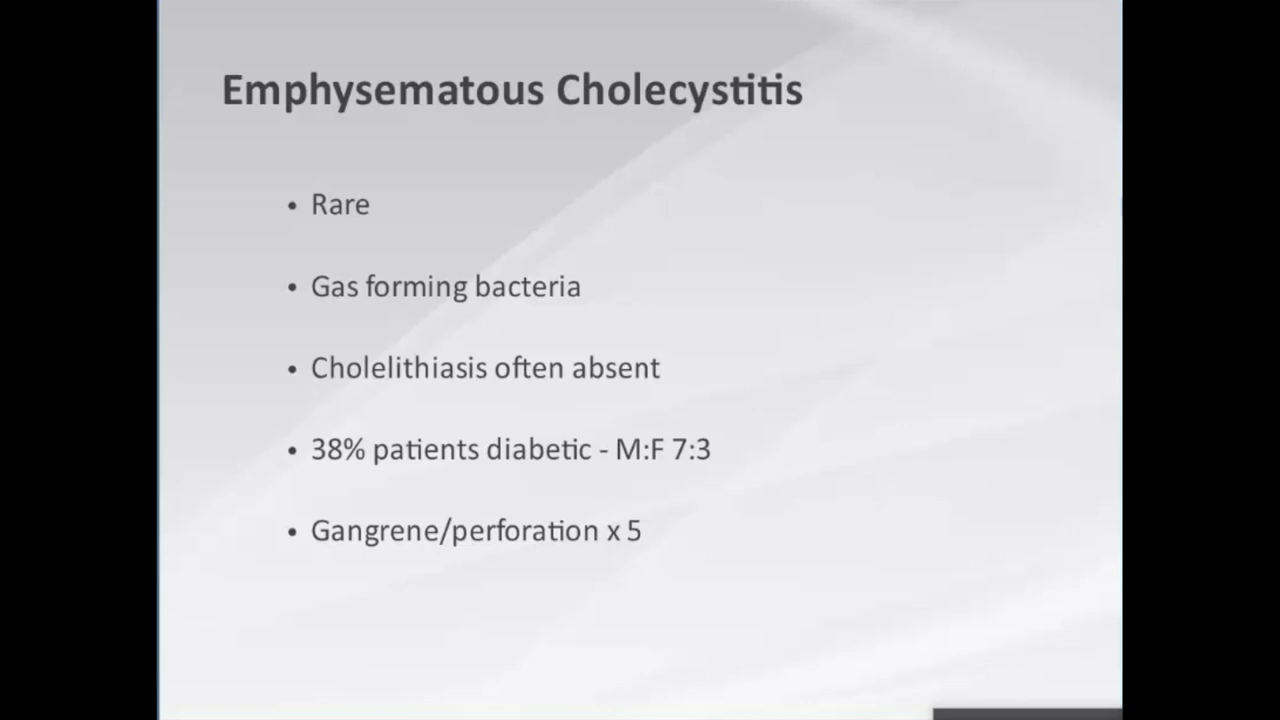 Emphysematous Cholecystitis
• Rare
• Gas forming bacteria
• Cholelithiasis often absent
• 38% patients diabetic - M:F 7:3
• Gangrene/perforation x 5